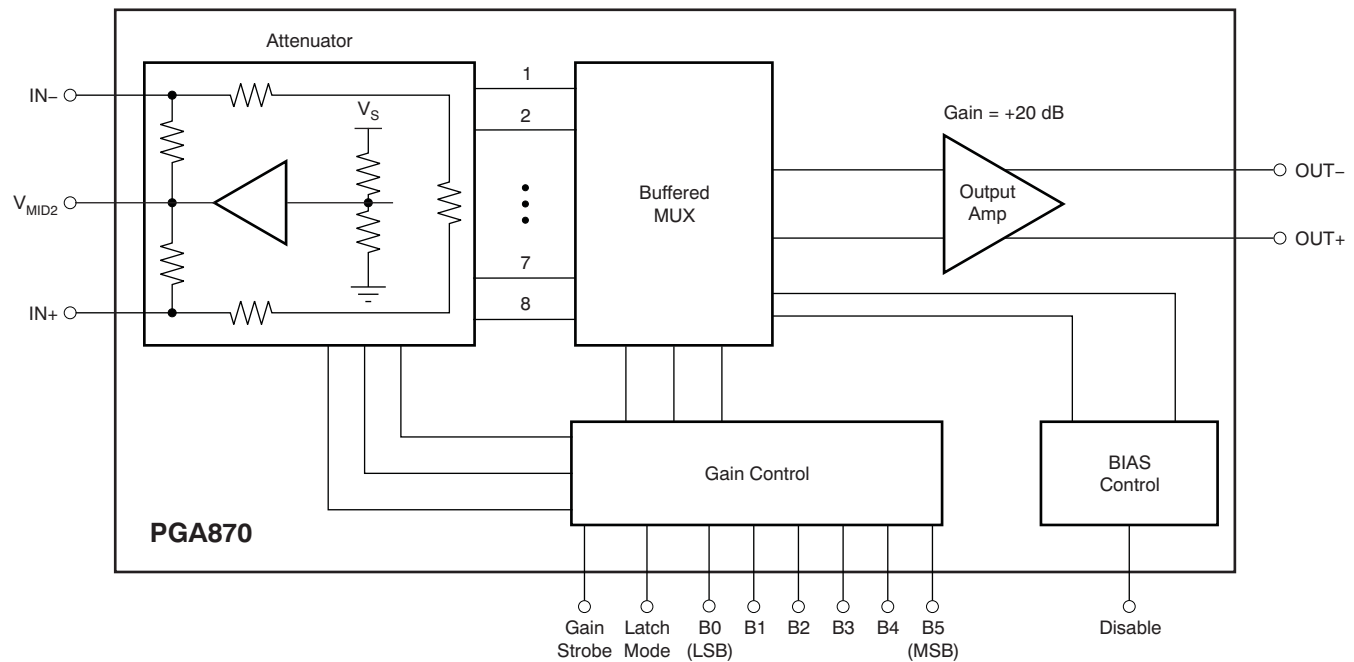 Attenuator
IN−
V_S
V_MID2
IN+
1
2
7
8
Buffered
MUX
Gain = +20 dB
Output
Amp
OUT−
OUT+
Gain Control
BIAS
Control
PGA870
Gain
Strobe
Latch
Mode
B0
(LSB)
B1
B2
B3
B4
B5
(MSB)
Disable